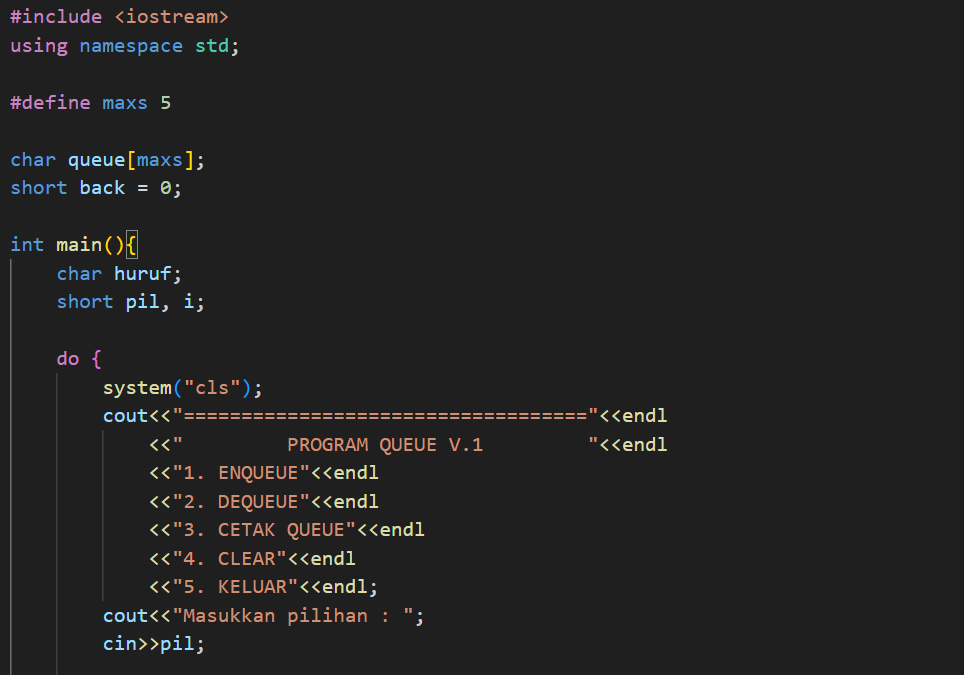 #include <iostream>
using namespace std;
#define maxs 5
char queue[maxs];
short back = 0;
int main(){
    char huruf;
    short pil, i;
    do {
        system("cls");
        cout<<"==================================="<<endl
            <<"         PROGRAM QUEUE V.1         "<<endl
            <<"1. ENQUEUE"<<endl
            <<"2. DEQUEUE"<<endl
            <<"3. CETAK QUEUE"<<endl
            <<"4. CLEAR"<<endl
            <<"5. KELUAR"<<endl;
        cout<<"Masukkan pilihan : ";
        cin>>pil;